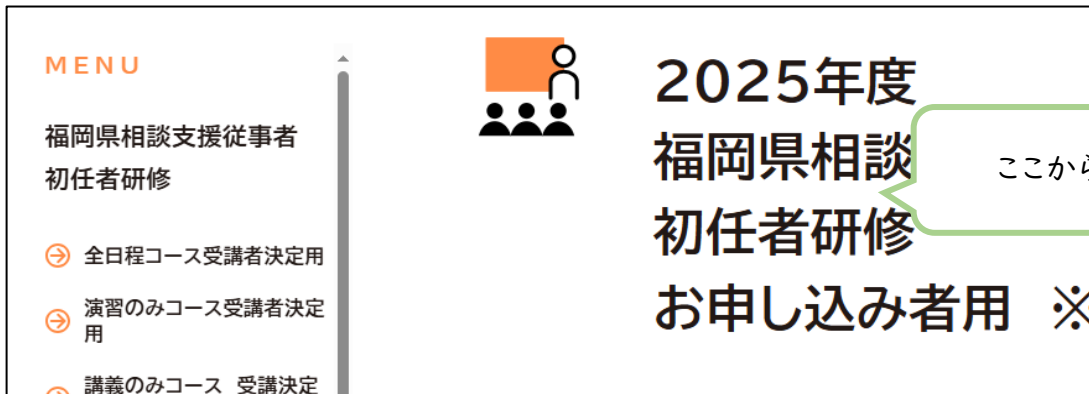 MENU
福岡県相談支援従事者
初任者研修
全日程コース受講者決定用
演習のみコース受講者決定
用
講義のみコース 受講決定
2025年度
福岡県相談
初任者研修
お申し込み者用 ※
ここから